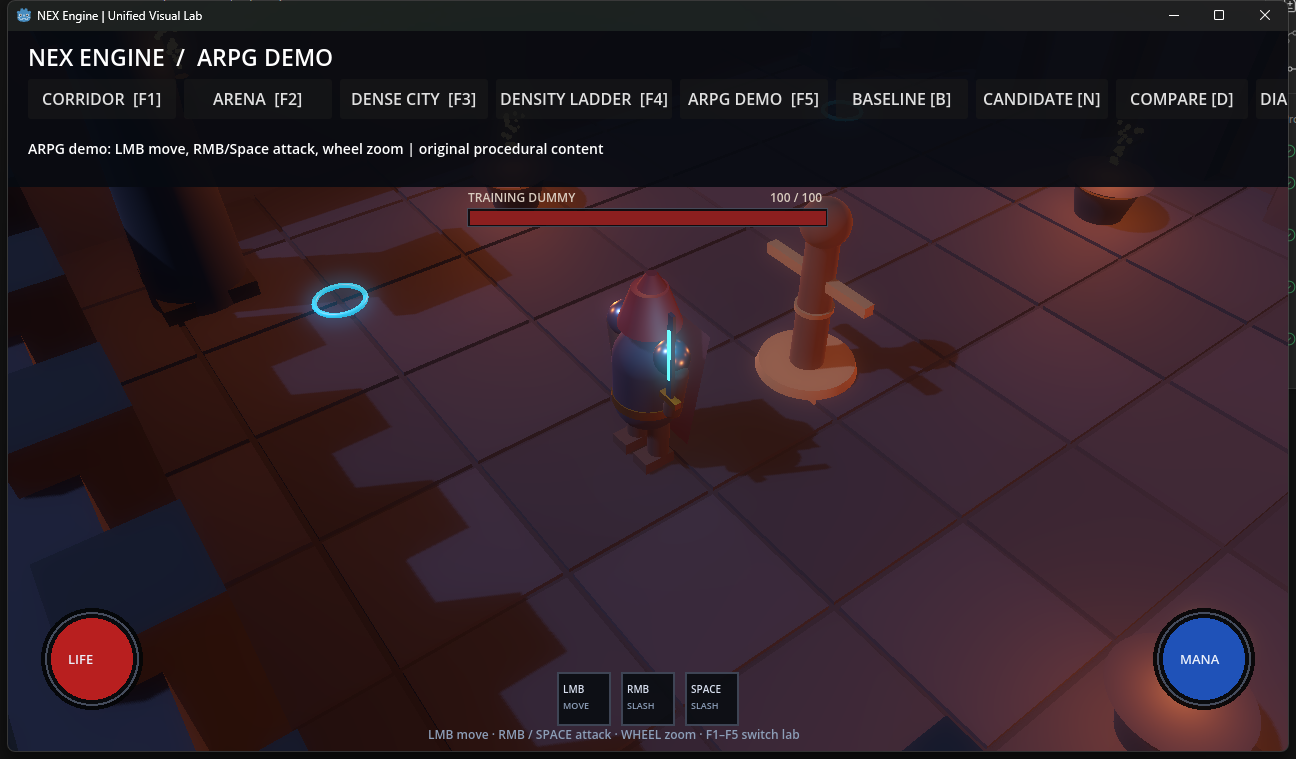 NEX Engine | Unified Visual Lab
NEX ENGINE / ARPG DEMO
CORRIDOR [F1] ARENA [F2] DENSE CITY [F3] DENSITY LADDER [F4] ARPG DEMO [F5] BASELINE [B] CANDIDATE [N] COMPARE [D] DIA
ARPG demo: LMB move, RMB/Space attack, wheel zoom | original procedural content
TRAINING DUMMY 100 / 100
LIFE
MANA
LMB RMB SPACE
MOVE SLASH SLASH
LMB move · RMB / SPACE attack · WHEEL zoom · F1–F5 switch lab